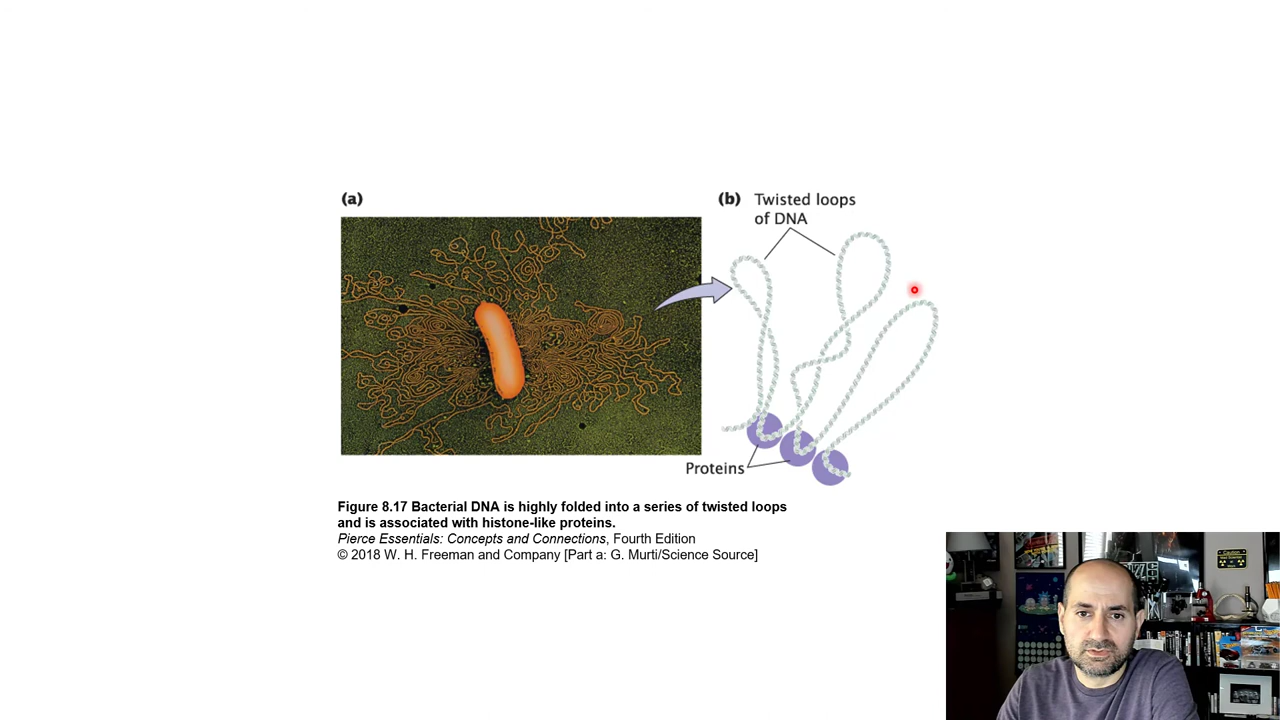 (a)
(b) Twisted loops
of DNA
Proteins
Figure 8.17 Bacterial DNA is highly folded into a series of twisted loops
and is associated with histone-like proteins.
Pierce Essentials: Concepts and Connections, Fourth Edition
© 2018 W. H. Freeman and Company [Part a: G. Murti/Science Source]
Caution